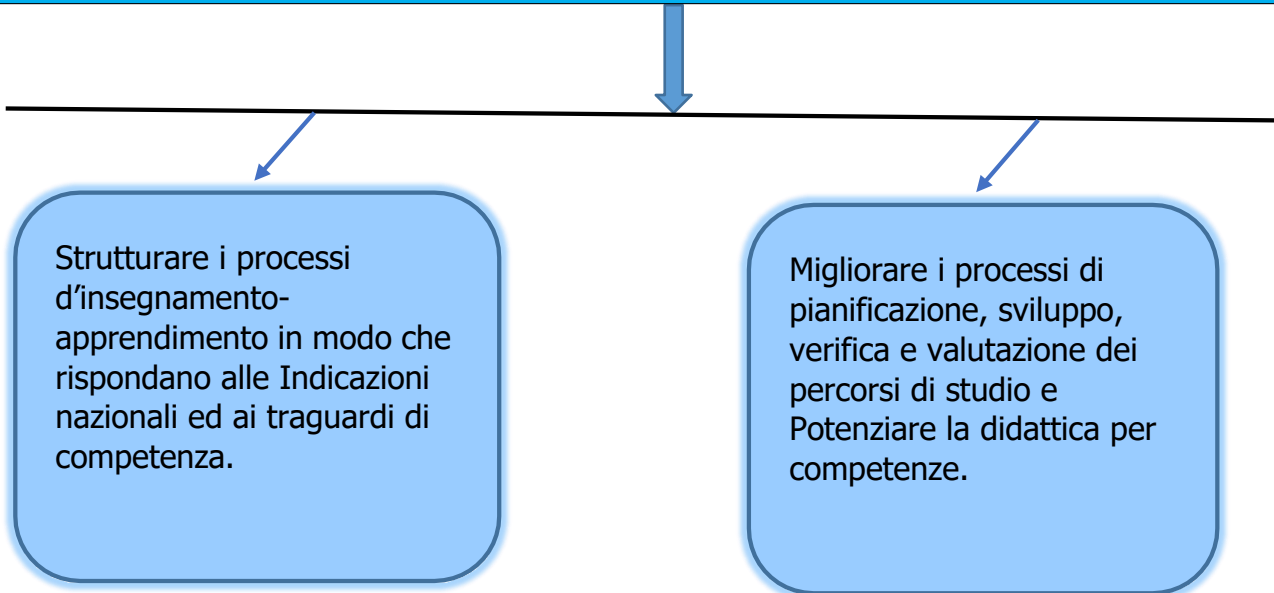 Strutturare i processi
d’insegnamento-
apprendimento in modo che
rispondano alle Indicazioni
nazionali ed ai traguardi di
competenza.
Migliorare i processi di
pianificazione, sviluppo,
verifica e valutazione dei
percorsi di studio e
Potenziare la didattica per
competenze.